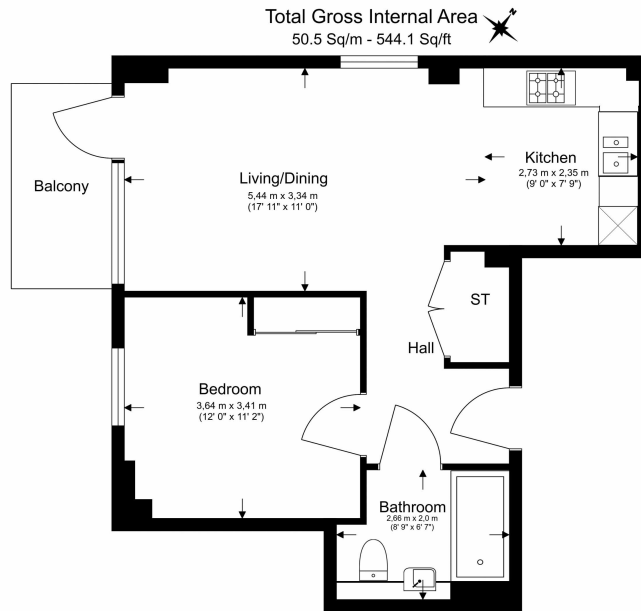 Total Gross Internal Area
N
50.5 Sq/m - 544.1 Sq/ft
Balcony
Living/Dining
5,44 m x 3,34 m
(17' 11" x 11' 0")
Kitchen
2,73 m x 2,35 m
(9' 0" x 7' 9")
ST
Hall
Bedroom
3,64 m x 3,41 m
(12' 0" x 11' 2")
Bathroom
2,66 m x 2,0 m
(8' 9" x 6' 7")